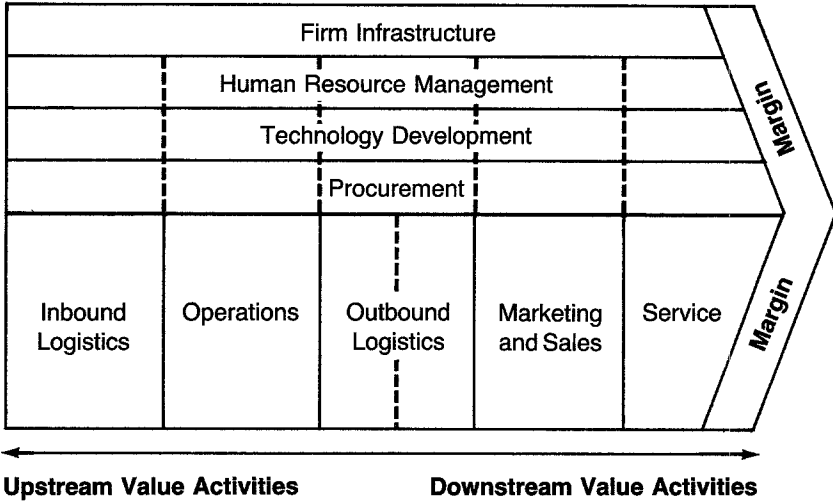 Firm Infrastructure
Human Resource Management
Technology Development
Procurement
Margin
Inbound
Logistics
Operations
Outbound
Logistics
Marketing
and Sales
Service
Margin
Upstream Value Activities
Downstream Value Activities